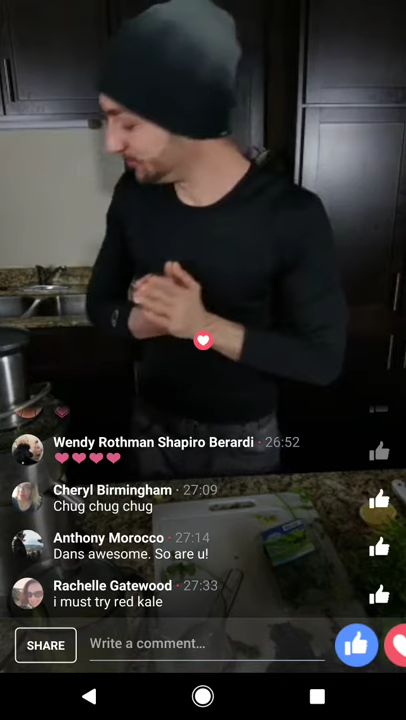 Wendy Rothman Shapiro Berardi · 26:52
❤❤❤❤
Cheryl Birmingham · 27:09
Chug chug chug
Anthony Morocco · 27:14
Dans awesome. So are u!
Rachelle Gatewood · 27:33
i must try red kale
SHARE
Write a comment...